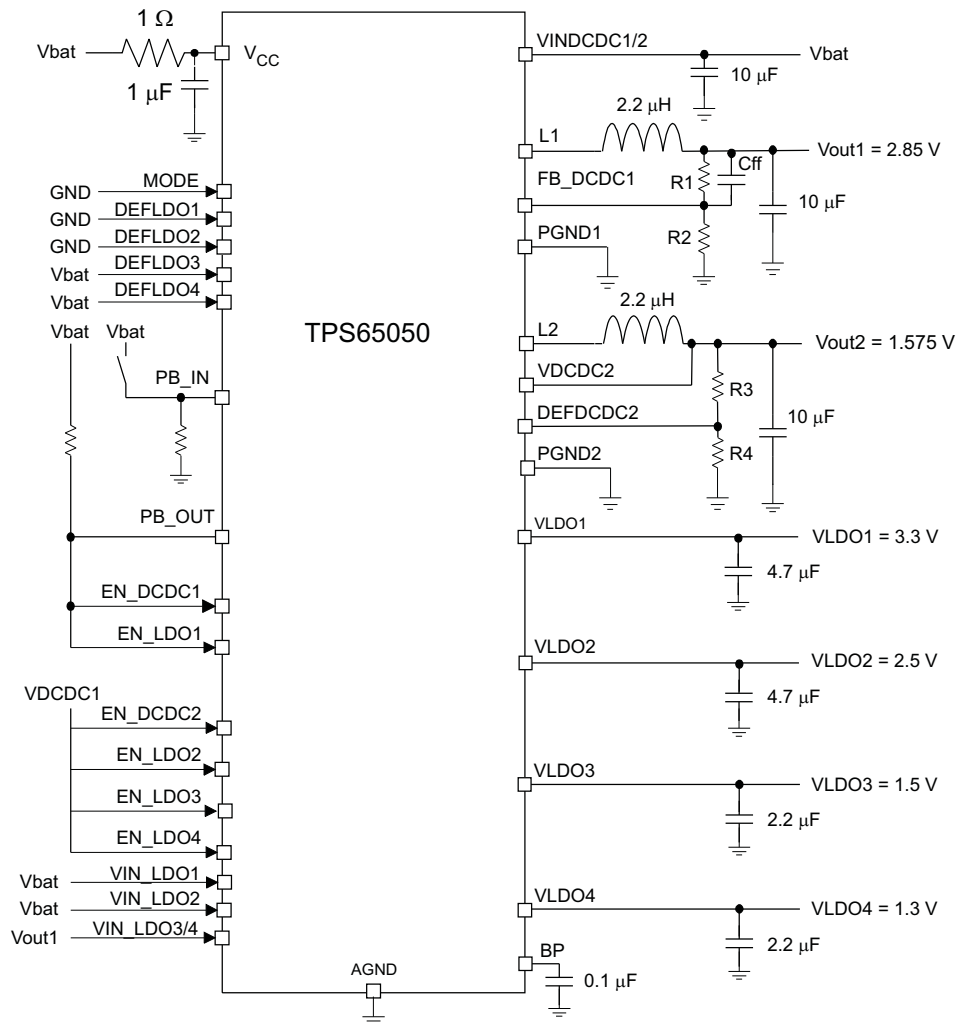 1 Ω
Vbat
VCC
1 μF
VINDCDC1/2
Vbat
10 μF
2.2 μH
L1
Vout1 = 2.85 V
Cff
FB_DCDC1
R1
10 μF
R2
PGND1
GND
MODE
GND
DEFLDO1
GND
DEFLDO2
Vbat
DEFLDO3
Vbat
DEFLDO4
Vbat
Vbat
PB_IN
TPS65050
2.2 μH
L2
Vout2 = 1.575 V
VDCDC2
R3
DEFDCDC2
10 μF
R4
PGND2
PB_OUT
VLDO1
VLDO1 = 3.3 V
4.7 μF
EN_DCDC1
EN_LDO1
VLDO2
VLDO2 = 2.5 V
4.7 μF
VDCDC1
EN_DCDC2
EN_LDO2
EN_LDO3
EN_LDO4
VLDO3
VLDO3 = 1.5 V
2.2 μF
Vbat
VIN_LDO1
Vbat
VIN_LDO2
Vout1
VIN_LDO3/4
VLDO4
VLDO4 = 1.3 V
2.2 μF
BP
0.1 μF
AGND